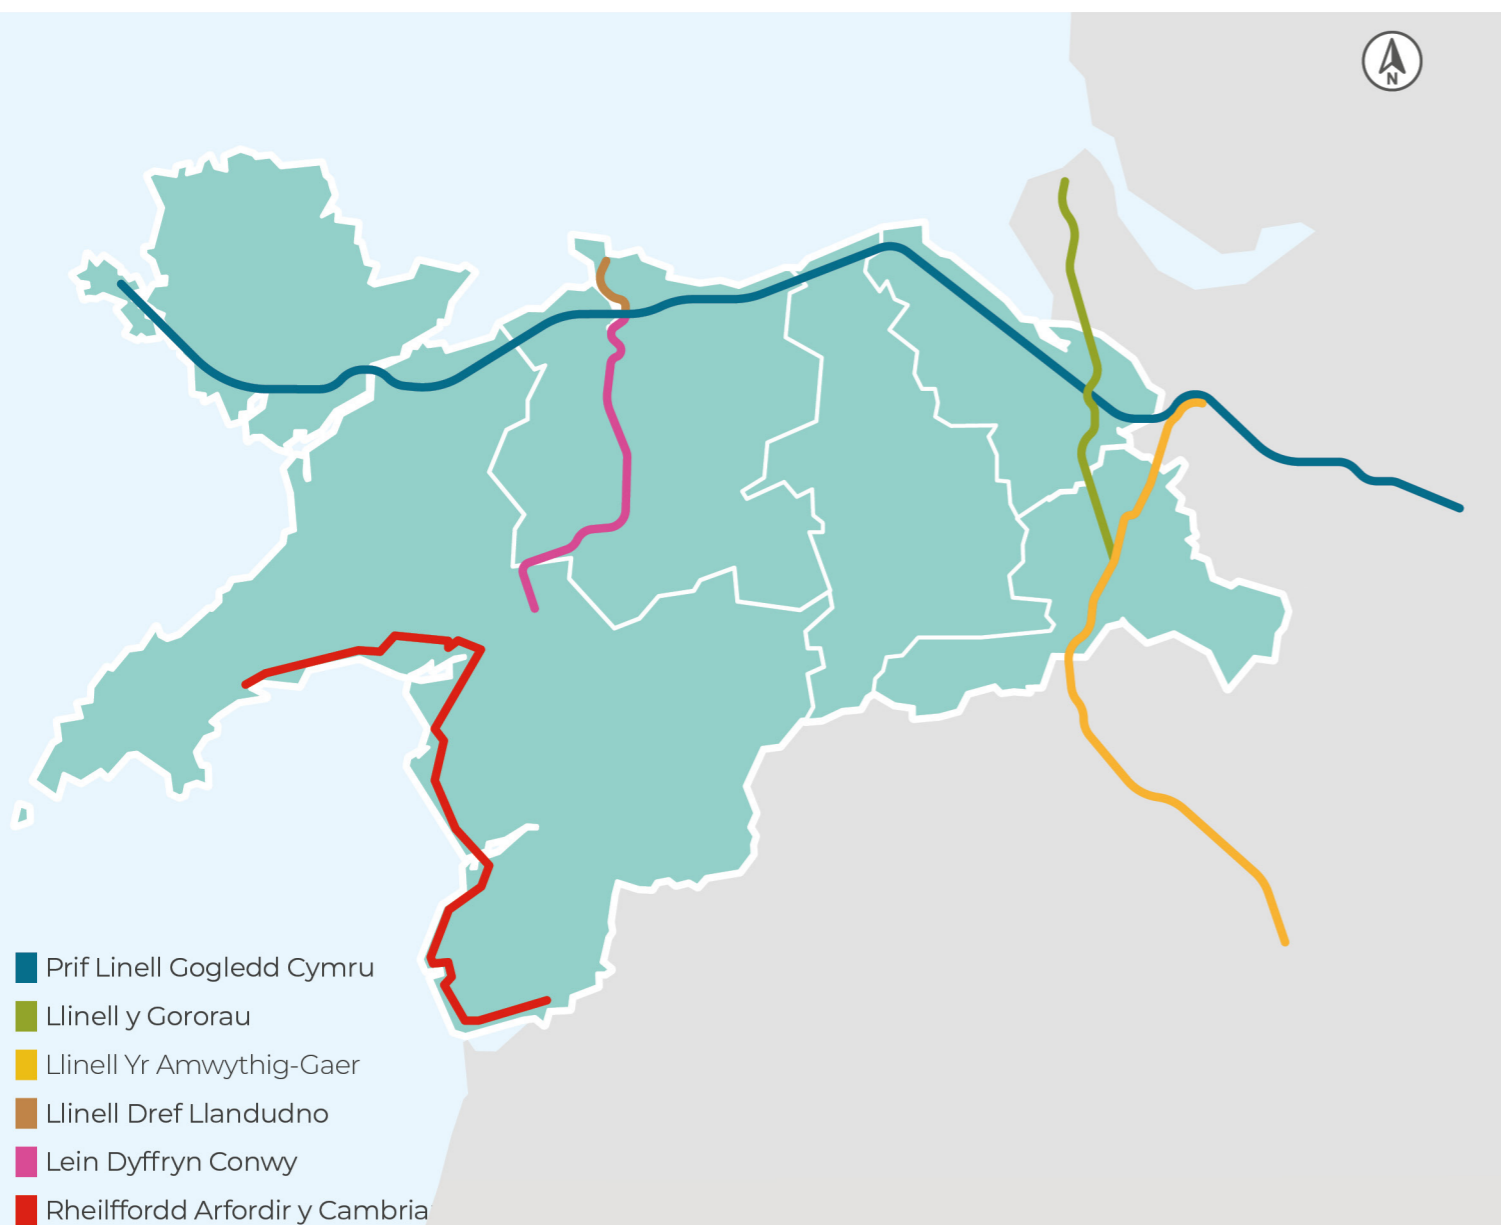 N
Prif Linell Gogledd Cymru
Llinell y Gororau
Llinell Yr Amwythig-Gaer
Llinell Dref Llandudno
Lein Dyffryn Conwy
Rheilffordd Arfordir y Cambria